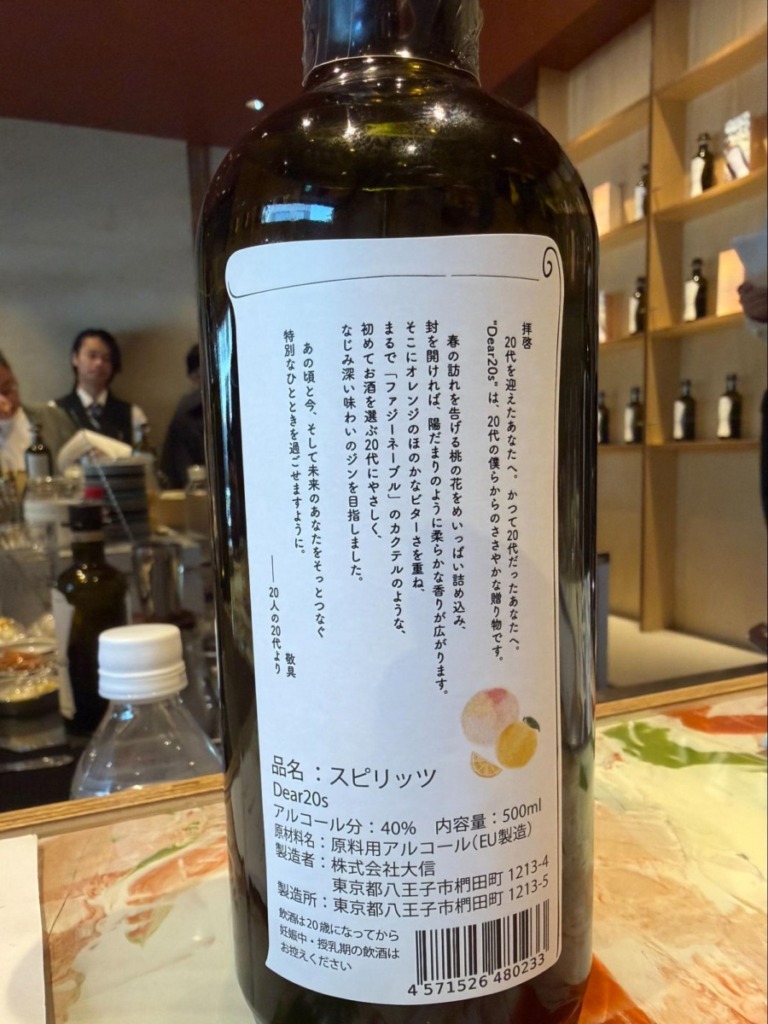 拝啓
20代を迎えたあなたへ。かつて20代だったあなたへ。
"Dear20s"は、20代の僕らからのささやかな贈り物です。
春の訪れを告げる桃の花をめいっぱい詰め込み、
封を開ければ、陽だまりのように柔らかな香りが広がります。
そこにオレンジのほのかなビターさを重ね、
まるで「ファジーネーブル」のカクテルのような、
初めてお酒を選ぶ20代にやさしく、
なじみ深い味わいのジンを目指しました。
あの頃と今、そして未来のあなたをそっとつなぐ
特別なひとときを過ごせますように。
敬具
──20人の20代より
品名：スピリッツ
Dear20s
アルコール分：40%　内容量：500ml
原材料名：原料用アルコール（EU製造）
製造者：株式会社大信
東京都八王子市椚田町 1213-4
製造所：東京都八王子市椚田町 1213-5
飲酒は20歳になってから
妊娠中・授乳期の飲酒は
お控えください
4 571526 480233